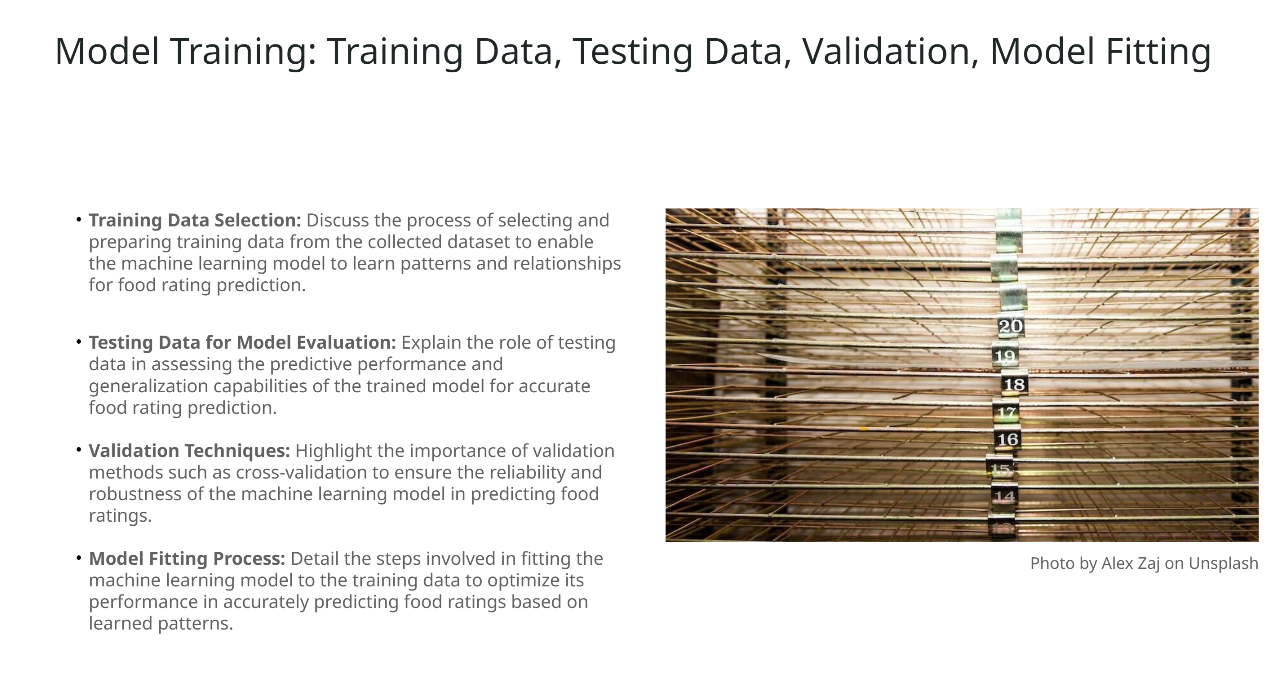 Model Training: Training Data, Testing Data, Validation, Model Fitting
• Training Data Selection: Discuss the process of selecting and
preparing training data from the collected dataset to enable
the machine learning model to learn patterns and relationships
for food rating prediction.
• Testing Data for Model Evaluation: Explain the role of testing
data in assessing the predictive performance and
generalization capabilities of the trained model for accurate
food rating prediction.
• Validation Techniques: Highlight the importance of validation
methods such as cross-validation to ensure the reliability and
robustness of the machine learning model in predicting food
ratings.
• Model Fitting Process: Detail the steps involved in fitting the
machine learning model to the training data to optimize its
performance in accurately predicting food ratings based on
learned patterns.
20
19
18
17
16
15
14
Photo by Alex Zaj on Unsplash